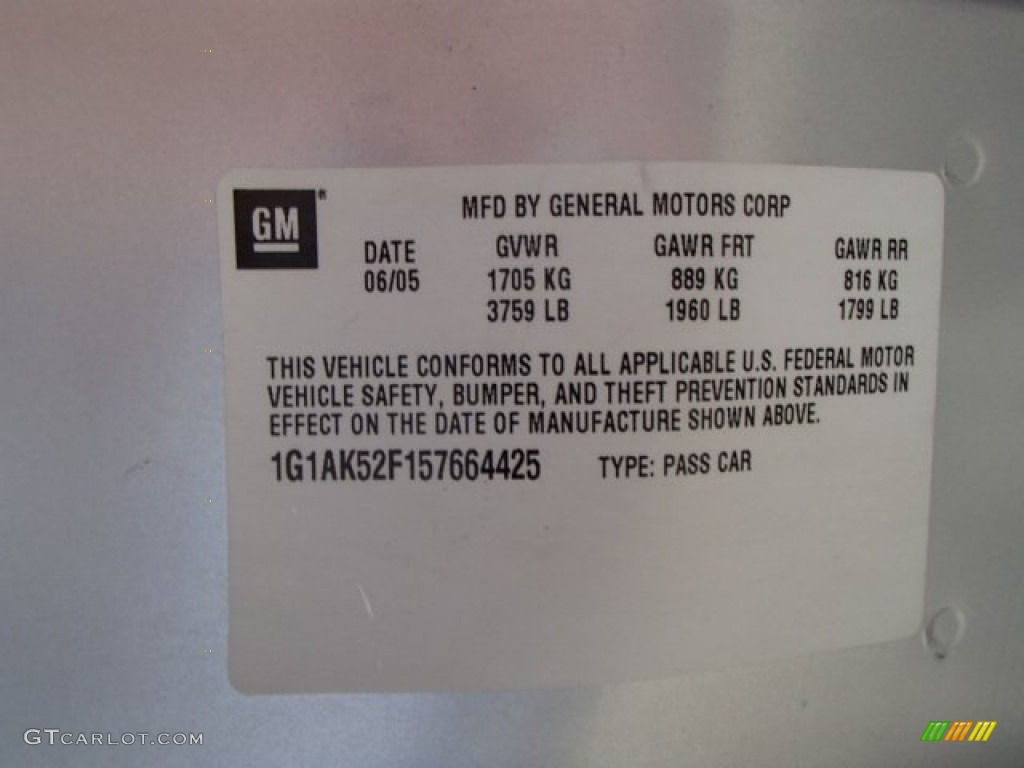 GM ®
MFD BY GENERAL MOTORS CORP
DATE GVWR GAWR FRT GAWR RR
06/05 1705 KG 889 KG 816 KG
3759 LB 1960 LB 1799 LB
THIS VEHICLE CONFORMS TO ALL APPLICABLE U.S. FEDERAL MOTOR
VEHICLE SAFETY, BUMPER, AND THEFT PREVENTION STANDARDS IN
EFFECT ON THE DATE OF MANUFACTURE SHOWN ABOVE.
1G1AK52F157664425 TYPE: PASS CAR
GTCARLOT.COM